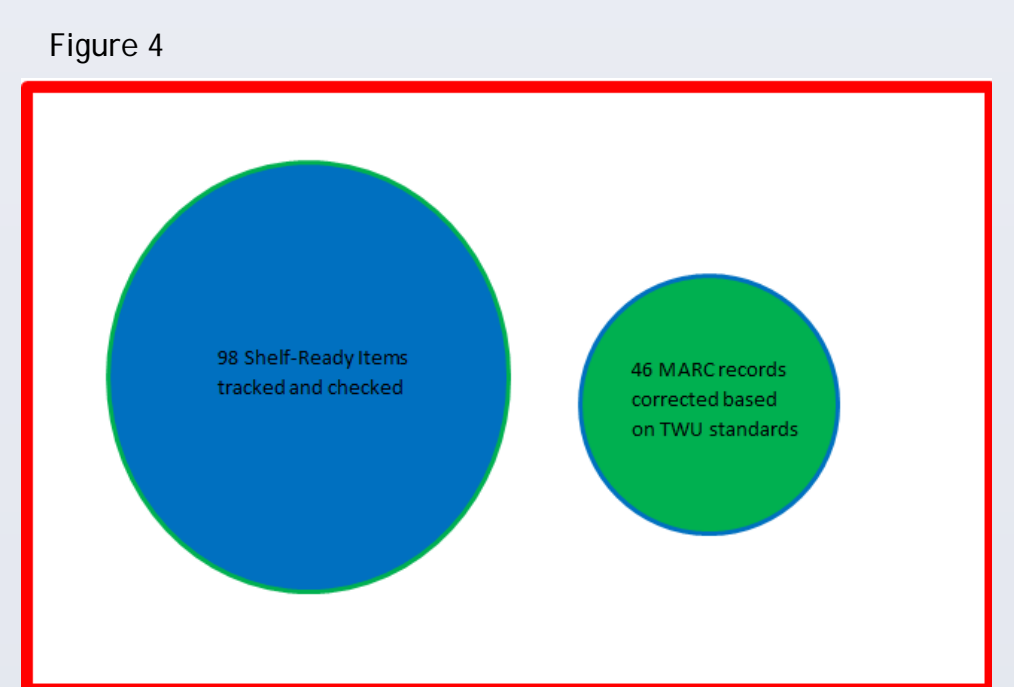 Figure 4
98 Shelf-Ready Items
tracked and checked
46 MARC records
corrected based
on TWU standards